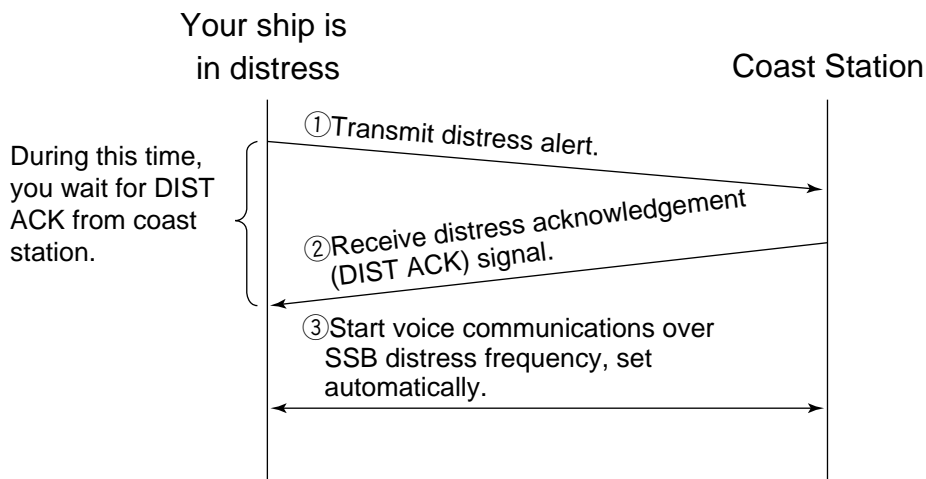 Your ship is
in distress
Coast Station
①Transmit distress alert.
During this time,
you wait for DIST
ACK from coast
station.
②Receive distress acknowledgement
(DIST ACK) signal.
③Start voice communications over
SSB distress frequency, set
automatically.